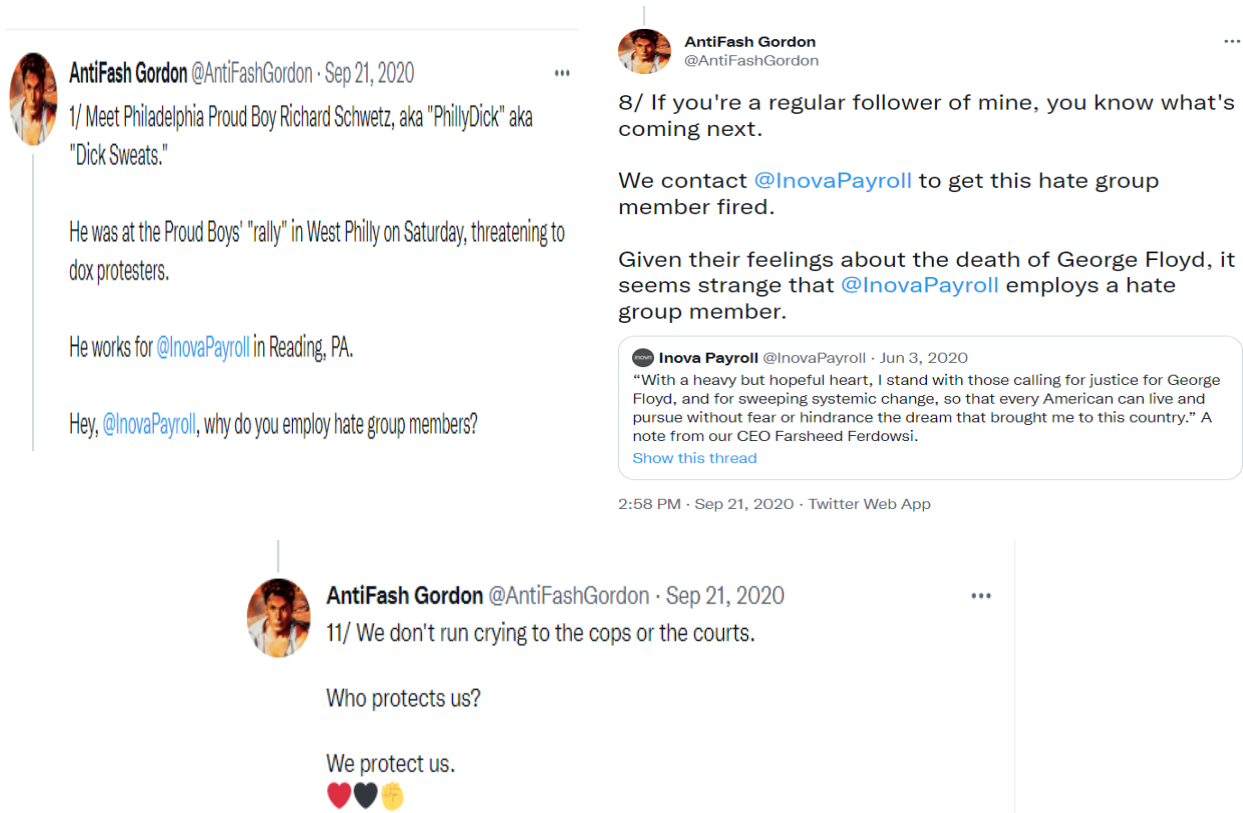 AntiFash Gordon @AntiFashGordon · Sep 21, 2020
1/ Meet Philadelphia Proud Boy Richard Schwetz, aka "PhillyDick" aka
"Dick Sweats."
He was at the Proud Boys' "rally" in West Philly on Saturday, threatening to
dox protesters.
He works for @InovaPayroll in Reading, PA.
Hey, @InovaPayroll, why do you employ hate group members?
AntiFash Gordon
@AntiFashGordon
8/ If you're a regular follower of mine, you know what's
coming next.
We contact @InovaPayroll to get this hate group
member fired.
Given their feelings about the death of George Floyd, it
seems strange that @InovaPayroll employs a hate
group member.
Inova Payroll @InovaPayroll · Jun 3, 2020
“With a heavy but hopeful heart, I stand with those calling for justice for George
Floyd, and for sweeping systemic change, so that every American can live and
pursue without fear or hindrance the dream that brought me to this country.” A
note from our CEO Farsheed Ferdowsi.
Show this thread
2:58 PM · Sep 21, 2020 · Twitter Web App
AntiFash Gordon @AntiFashGordon · Sep 21, 2020
11/ We don't run crying to the cops or the courts.
Who protects us?
We protect us.
❤️🖤✊